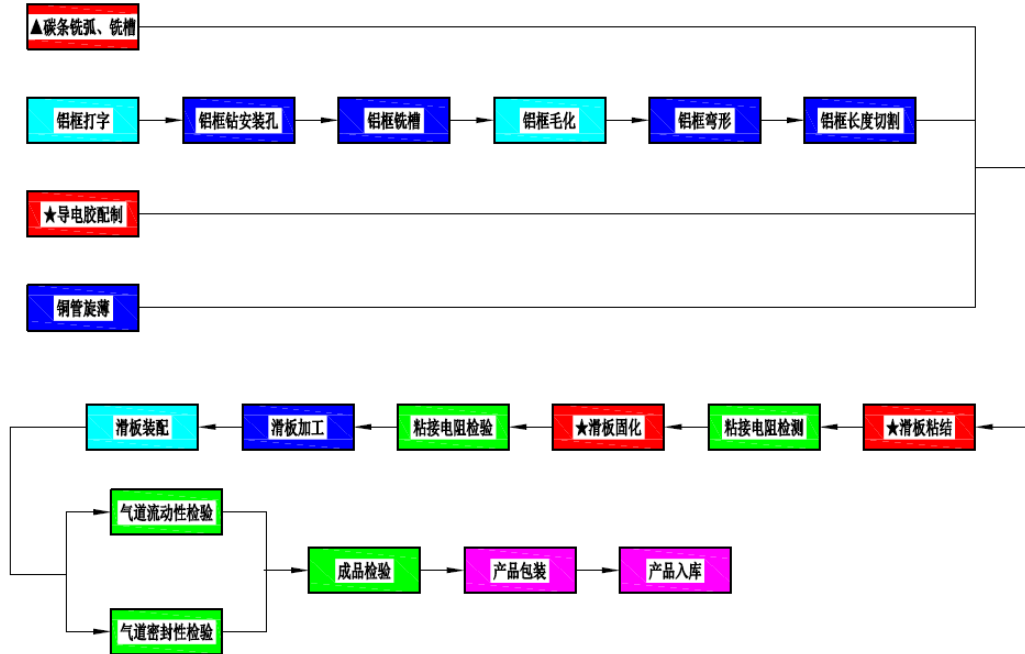 ▲碳条铣弧、铣槽
铝框打字
铝框钻安装孔
铝框铣槽
铝框毛化
铝框弯形
铝框长度切割
★导电胶配制
铜管旋薄
滑板装配
滑板加工
粘接电阻检验
★滑板固化
粘接电阻检测
★滑板粘结
气道流动性检验
成品检验
产品包装
产品入库
气道密封性检验